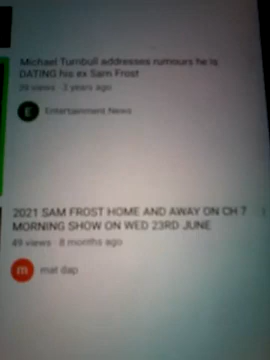 Michael Turnbull addresses rumours he is
DATING his ex Sam Frost
39 views · 3 years ago
E Entertainment News
2021 SAM FROST HOME AND AWAY ON CH 7
MORNING SHOW ON WED 23RD JUNE
49 views · 8 months ago
m mat dap